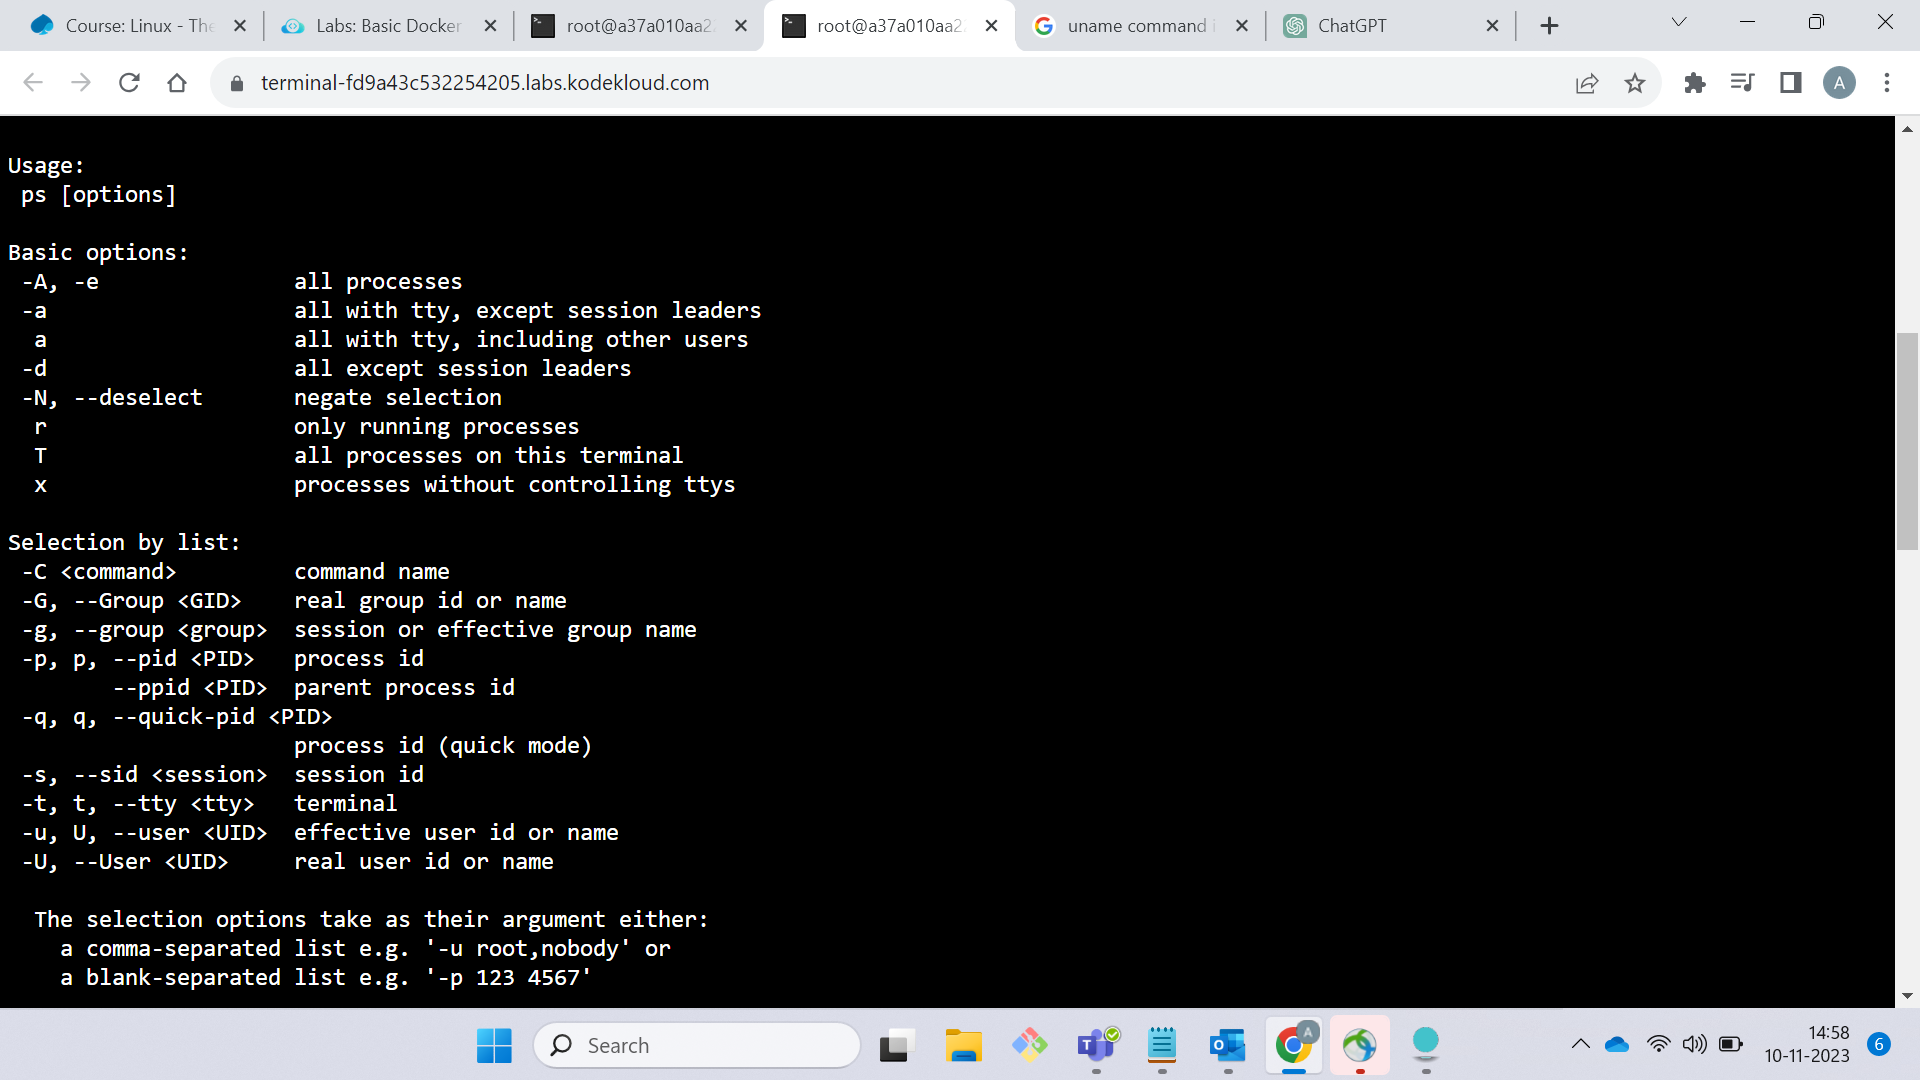 Course: Linux - The
Labs: Basic Docker
root@a37a010aa2
root@a37a010aa2
uname command i
ChatGPT
terminal-fd9a43c532254205.labs.kodekloud.com
A
Usage:
ps [options]
Basic options:
-A, -e all processes
-a all with tty, except session leaders
a all with tty, including other users
-d all except session leaders
-N, --deselect negate selection
r only running processes
T all processes on this terminal
x processes without controlling ttys
Selection by list:
-C <command> command name
-G, --Group <GID> real group id or name
-g, --group <group> session or effective group name
-p, p, --pid <PID> process id
--ppid <PID> parent process id
-q, q, --quick-pid <PID>
process id (quick mode)
-s, --sid <session> session id
-t, t, --tty <tty> terminal
-u, U, --user <UID> effective user id or name
-U, --User <UID> real user id or name
The selection options take as their argument either:
a comma-separated list e.g. '-u root,nobody' or
a blank-separated list e.g. '-p 123 4567'
Search
14:58
10-11-2023
6